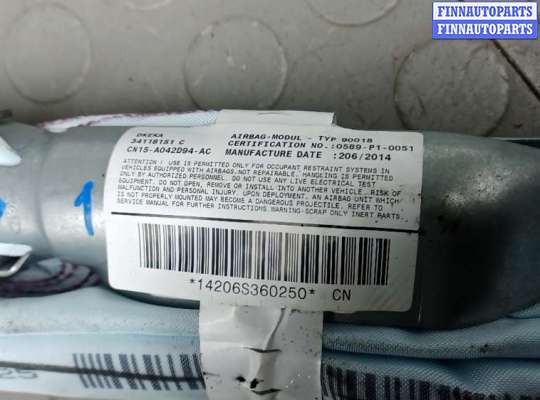 FINNAUTOPARTS
FINNAUTOPARTS
DKEKA
34118151 C
CN15-A042D94-AC
AIRBAG-MODUL - TYP 90018
CERTIFICATION NO.:0589-P1-0051
MANUFACTURE DATE :206/2014
ATTENTION! USE IS PERMITTED ONLY FOR OCCUPANT RESTRAINT SYSTEMS IN
VEHICLES EQUIPPED WITH AIRBAGS.NOT REPAIRABLE. HANDLING IS PERMITTED
EQUIPMENT. DO NOT OPEN, REMOVE OR INSTALL INTO ANOTHER VEHICLE. RISK OF
ONLY BY TRAINED PERSONNEL. DO NOT USE ANY LIVE ELECTRICAL TEST
MALFUNCTION AND PERSONAL INJURY. UPON DEPLOYMENT. AN AIRBAG UNIT WHICH
IS NOT PROPERLY MOUNTED MAY BECOME A DANGEROUS PROJECTILE. REFER TO
SERVICE MANUAL FOR FURTHER INSTRUCTIONS.WARNING-SCRAP ONLY INERT PARTS.
1
*14206S360250* CN
25